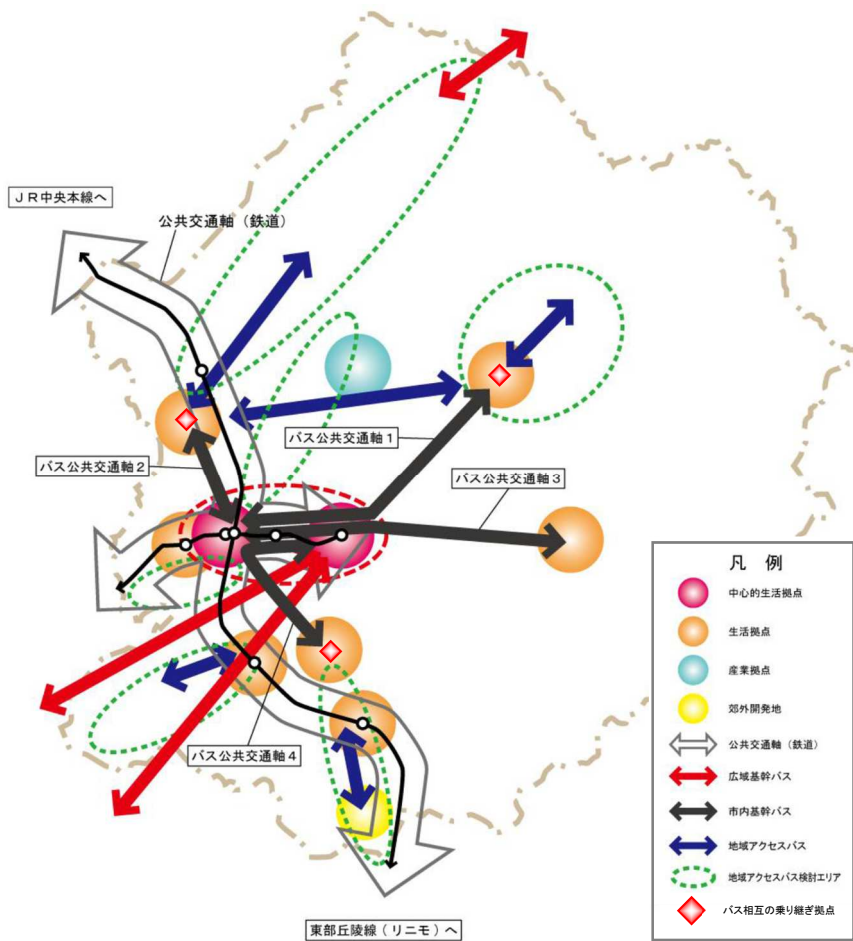 JR中央本線へ
公共交通軸（鉄道）
バス公共交通軸1
バス公共交通軸2
バス公共交通軸3
バス公共交通軸4
東部丘陵線（リニモ）へ
凡 例
中心的生活拠点
生活拠点
産業拠点
郊外開発地
公共交通軸（鉄道）
広域基幹バス
市内基幹バス
地域アクセスバス
地域アクセスバス検討エリア
バス相互の乗り継ぎ拠点